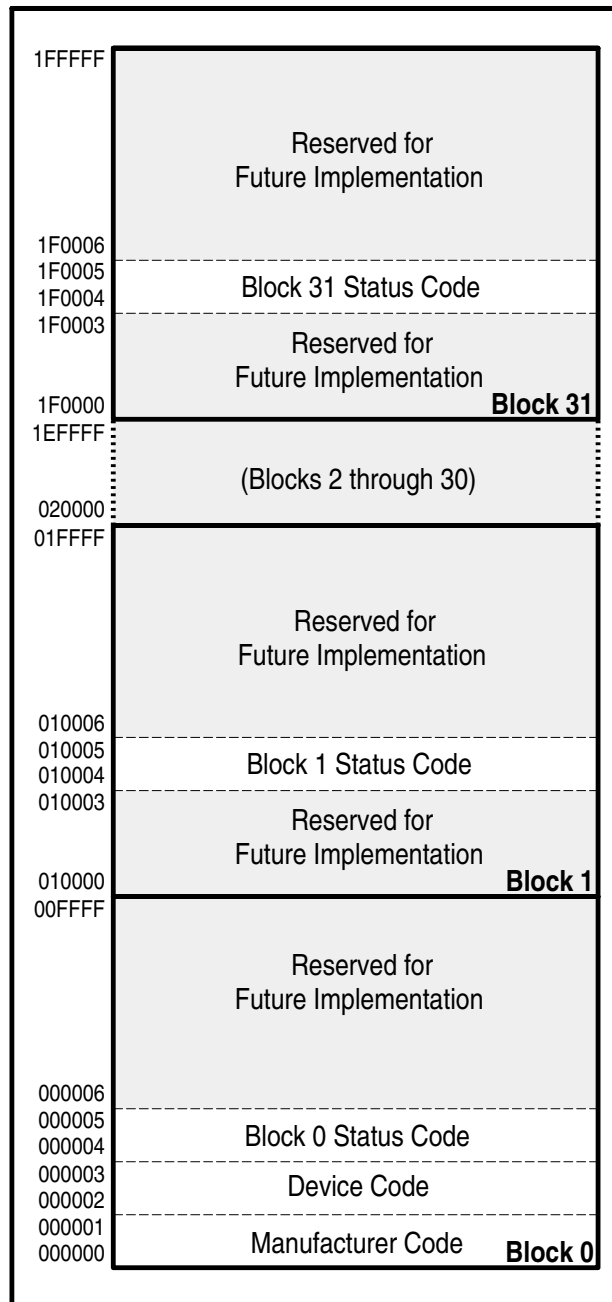 1FFFFF
Reserved for
Future Implementation
1F0006
1F0005
Block 31 Status Code
1F0004
1F0003
Reserved for
Future Implementation
1F0000
Block 31
1EFFFF
(Blocks 2 through 30)
020000
01FFFF
Reserved for
Future Implementation
010006
010005
Block 1 Status Code
010004
010003
Reserved for
Future Implementation
010000
Block 1
00FFFF
Reserved for
Future Implementation
000006
000005
Block 0 Status Code
000004
000003
Device Code
000002
000001
Manufacturer Code
Block 0
000000